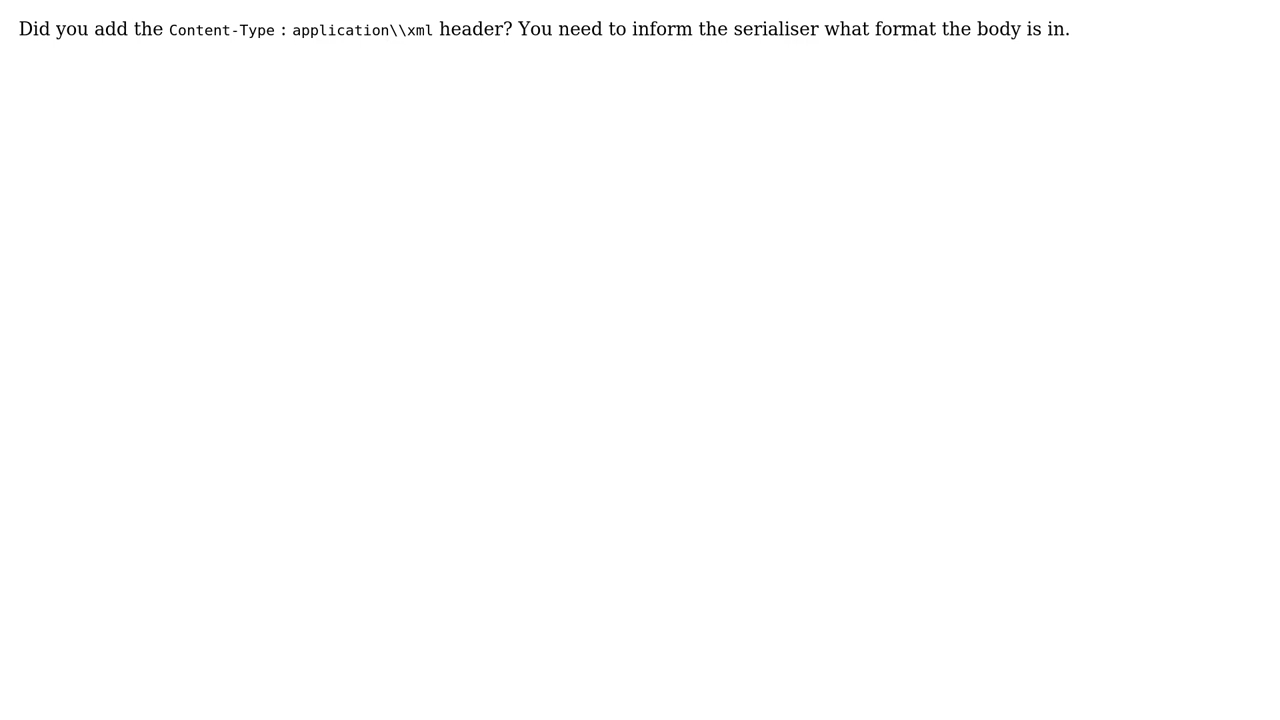 Did you add the Content-Type : application\\xml header? You need to inform the serialiser what format the body is in.